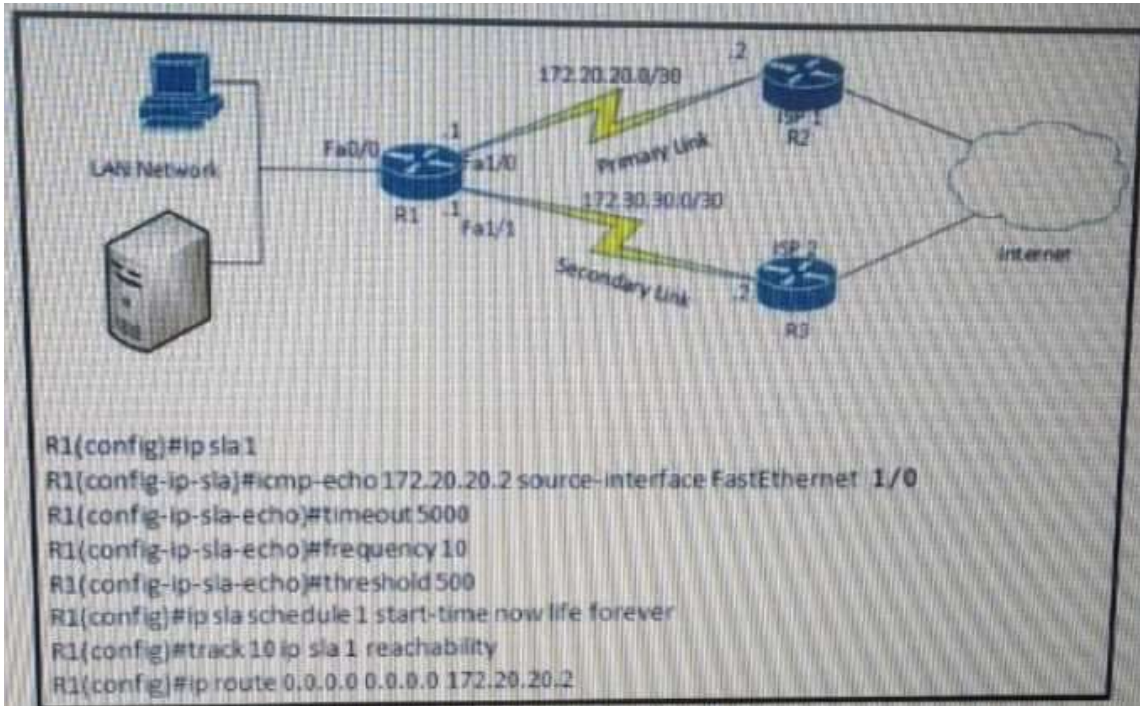 172.20.20.0/30
.2
ISP 1
R2
Primary Link
.1
Fa0/0
Fa1/0
LAN Network
R1
.1
Fa1/1
172.30.30.0/30
Secondary Link
ISP 2
.2
R3
Internet
R1(config)#ip sla 1
R1(config-ip-sla)#icmp-echo 172.20.20.2 source-interface FastEthernet 1/0
R1(config-ip-sla-echo)#timeout 5000
R1(config-ip-sla-echo)#frequency 10
R1(config-ip-sla-echo)#threshold 500
R1(config)#ip sla schedule 1 start-time now life forever
R1(config)#track 10 ip sla 1 reachability
R1(config)#ip route 0.0.0.0 0.0.0.0 172.20.20.2